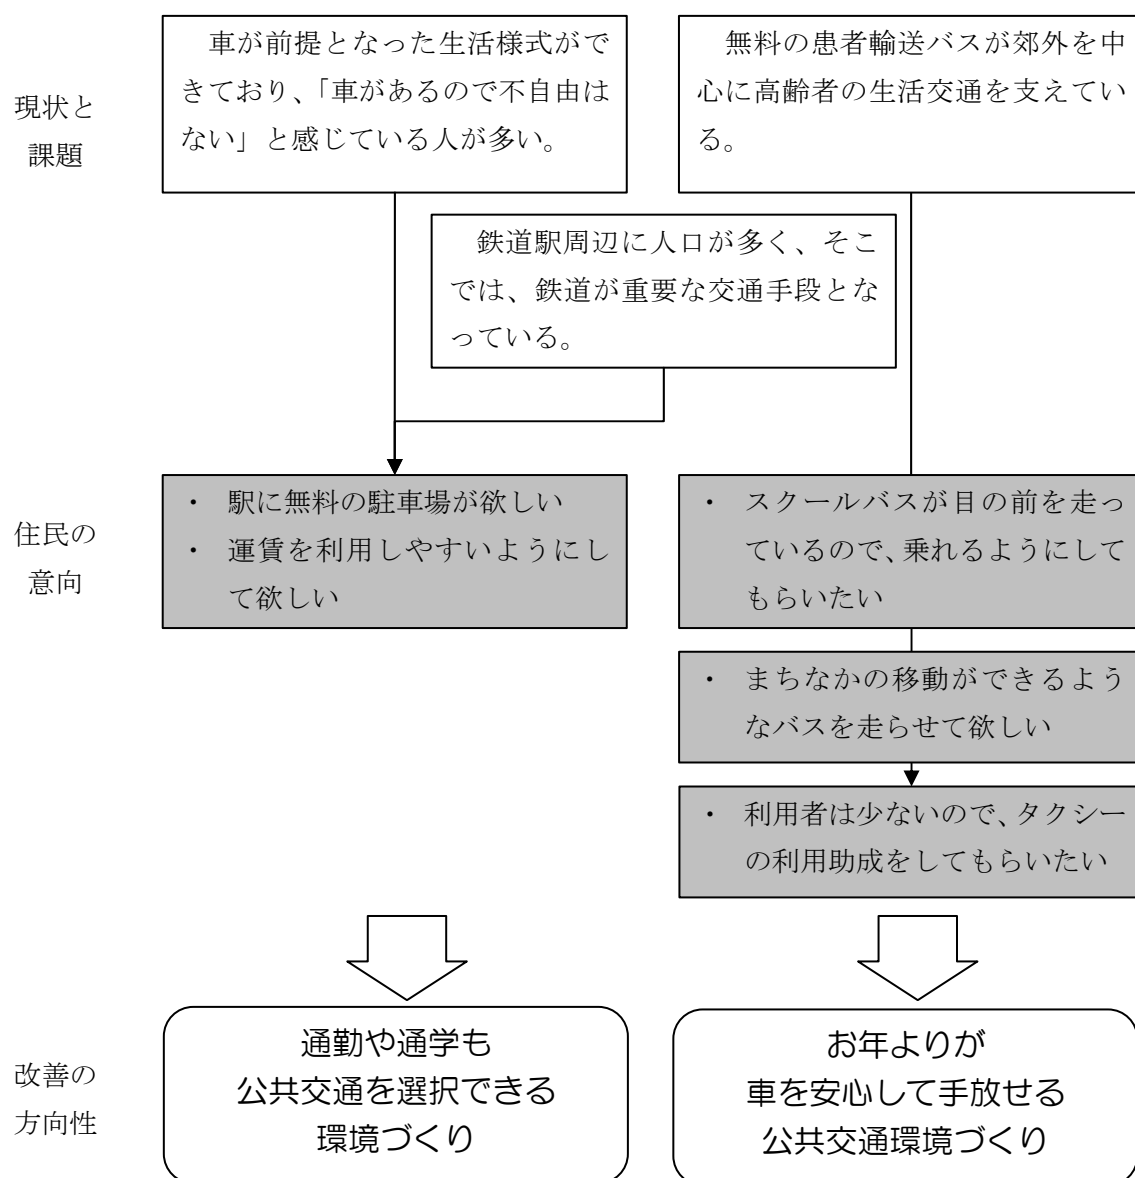 現状と
課題
車が前提となった生活様式がで
きており、「車があるので不自由は
ない」と感じている人が多い。
無料の患者輸送バスが郊外を中
心に高齢者の生活交通を支えてい
る。
鉄道駅周辺に人口が多く、そこ
では、鉄道が重要な交通手段とな
っている。
住民の
意向
・ 駅に無料の駐車場が欲しい
・ 運賃を利用しやすいようにし
て欲しい
・ スクールバスが目の前を走っ
ているので、乗れるようにして
もらいたい
・ まちなかの移動ができるよう
なバスを走らせて欲しい
・ 利用者は少ないので、タクシー
の利用助成をしてもらいたい
改善の
方向性
通勤や通学も
公共交通を選択できる
環境づくり
お年よりが
車を安心して手放せる
公共交通環境づくり